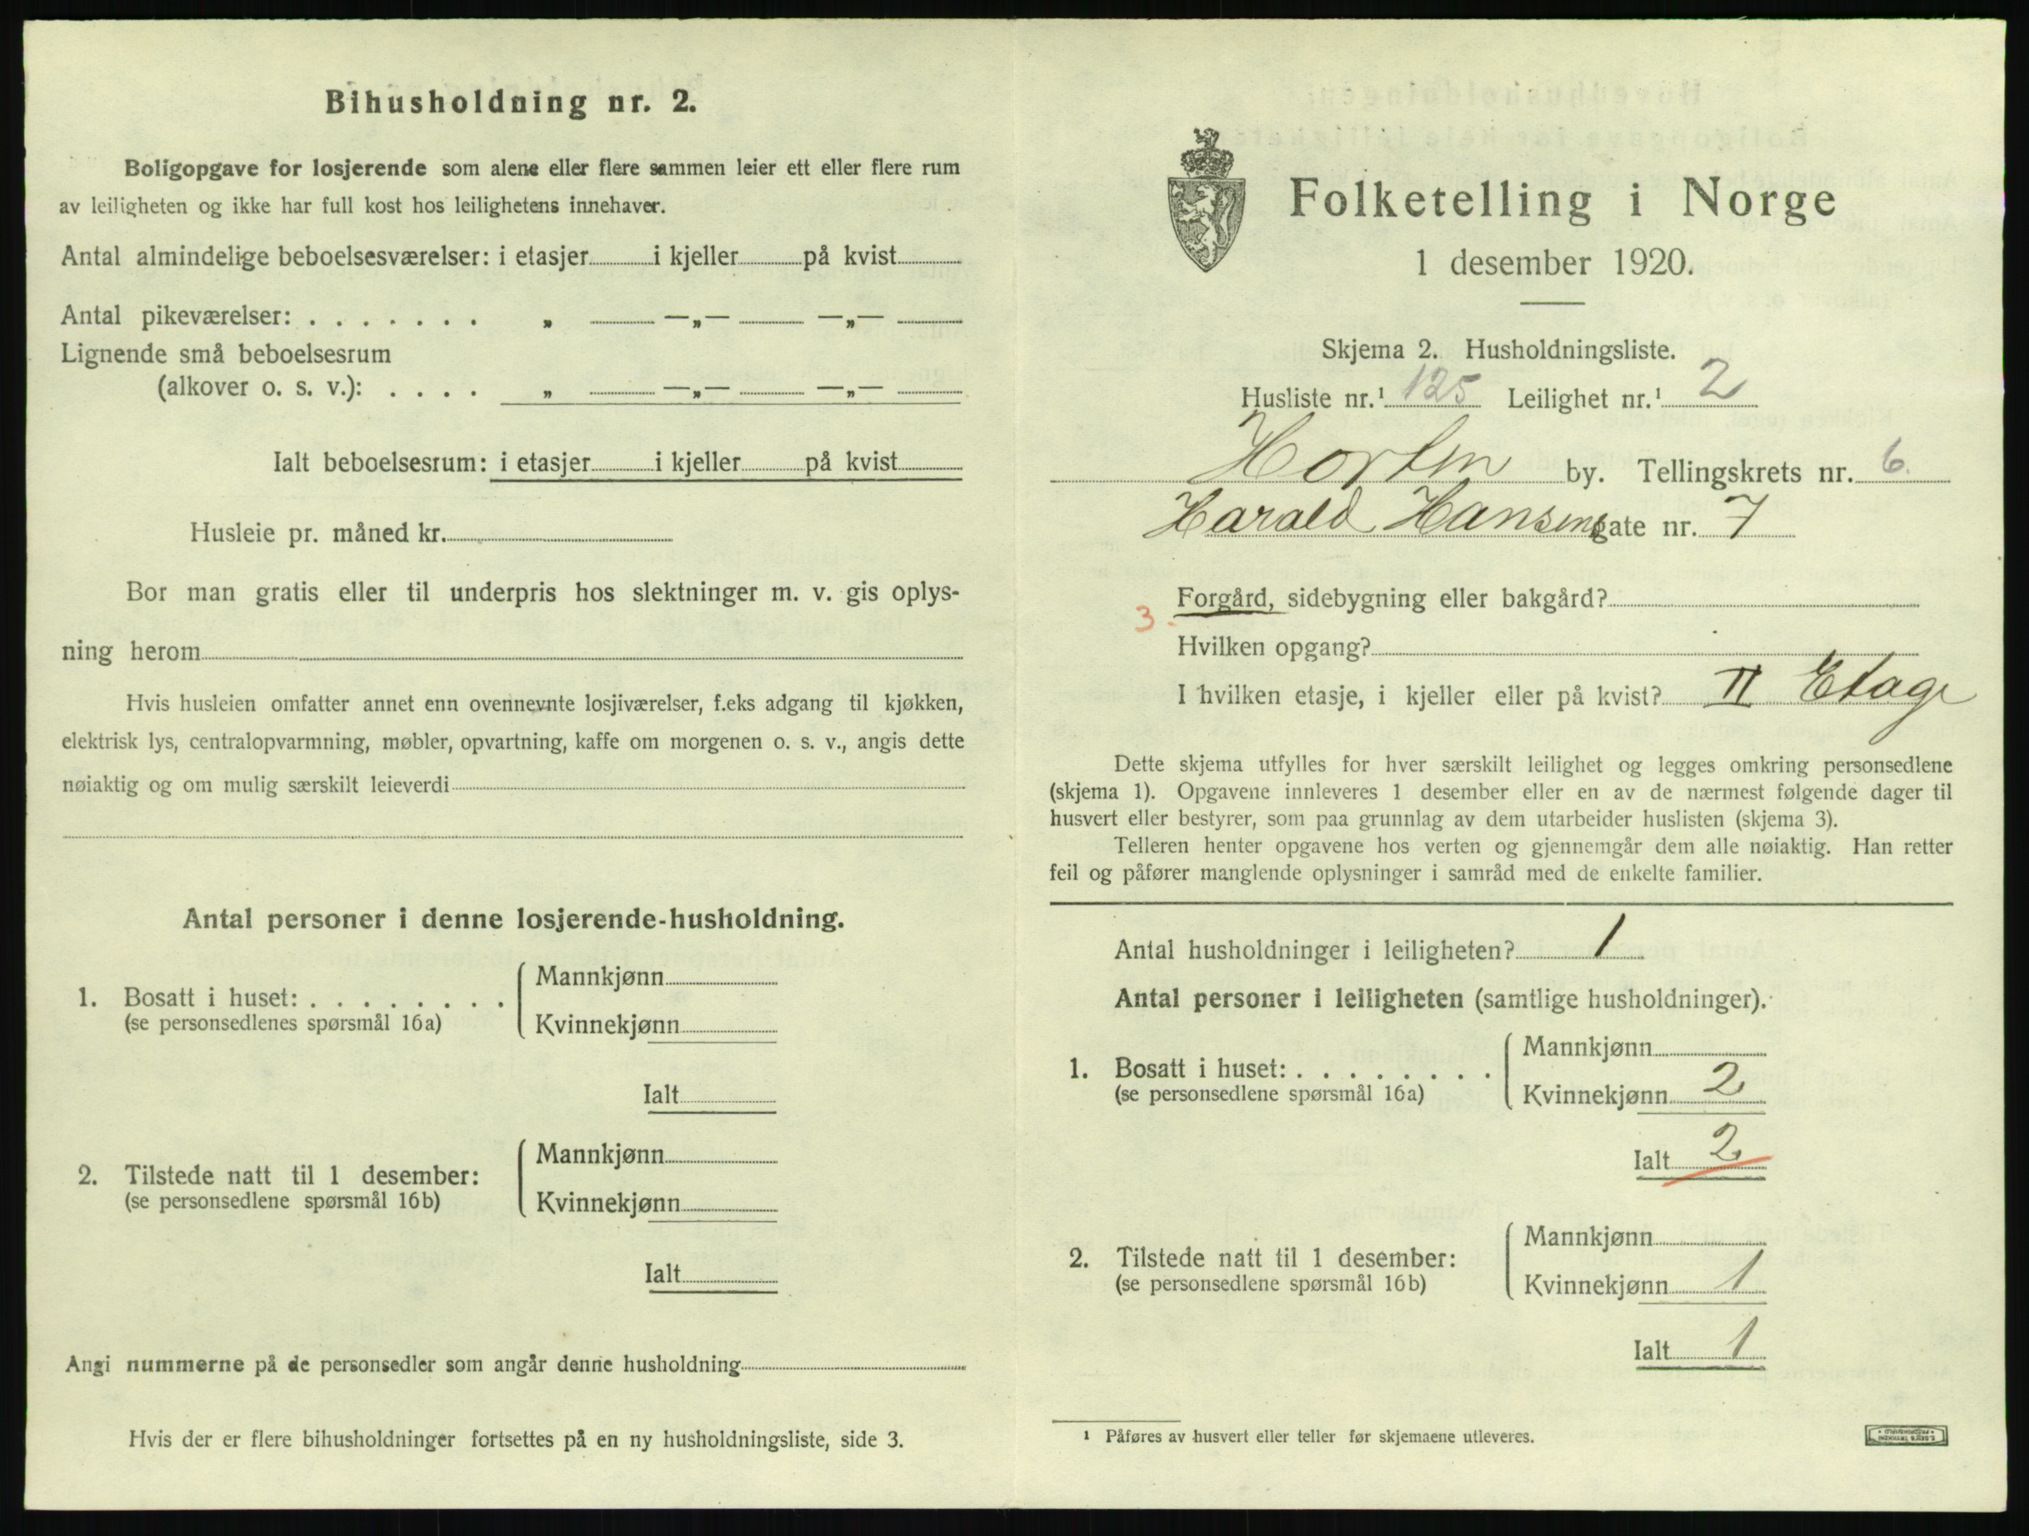 Bihusholdning nr. 2.
Boligopgave for losjerende som alene eller flere sammen leier ett eller flere rum
av leiligheten og ikke har full kost hos leilighetens innehaver.
Antal almindelige beboelsesværelser: i etasjer i kjeller på kvist
Antal pikeværelser: . . . . . . . „ —„— —„—
Lignende små beboelsesrum
(alkover o. s. v.): . . . . „ —„— —„—
Ialt beboelsesrum: i etasjer i kjeller på kvist
Husleie pr. måned kr.
Bor man gratis eller til underpris hos slektninger m. v. gis oplys-
ning herom
Hvis husleien omfatter annet enn ovennevnte losjiværelser, f.eks adgang til kjøkken,
elektrisk lys, centralopvarmning, møbler, opvartning, kaffe om morgenen o. s. v., angis dette
nøiaktig og om mulig særskilt leieverdi
Antal personer i denne losjerende-husholdning.
1. Bosatt i huset: . . . . . . . .
(se personsedlenes spørsmål 16a)
Mannkjønn
Kvinnekjønn
Ialt
2. Tilstede natt til 1 desember:
(se personsedlene spørsmål 16b)
Mannkjønn
Kvinnekjønn
Ialt
Angi nummerne på de personsedler som angår denne husholdning
Hvis der er flere bihusholdninger fortsettes på en ny husholdningsliste, side 3.
Folketelling i Norge
1 desember 1920.
Skjema 2. Husholdningsliste.
Husliste nr.¹ 125 Leilighet nr.¹ 2
Horten by. Tellingskrets nr. 6.
Harald Hansens gate nr. 7
3. Forgård, sidebygning eller bakgård?
Hvilken opgang?
I hvilken etasje, i kjeller eller på kvist? II Etage
Dette skjema utfylles for hver særskilt leilighet og legges omkring personsedlene
(skjema 1). Opgavene innleveres 1 desember eller en av de nærmest følgende dager til
husvert eller bestyrer, som paa grunnlag av dem utarbeider huslisten (skjema 3).
Telleren henter opgavene hos verten og gjennemgår dem alle nøiaktig. Han retter
feil og påfører manglende oplysninger i samråd med de enkelte familier.
Antal husholdninger i leiligheten? 1
Antal personer i leiligheten (samtlige husholdninger).
1. Bosatt i huset: . . . . . . . .
(se personsedlene spørsmål 16a)
Mannkjønn
Kvinnekjønn 2
Ialt 2
2. Tilstede natt til 1 desember:
(se personsedlene spørsmål 16b)
Mannkjønn
Kvinnekjønn 1
Ialt 1
¹ Påføres av husvert eller teller før skjemaene utleveres.